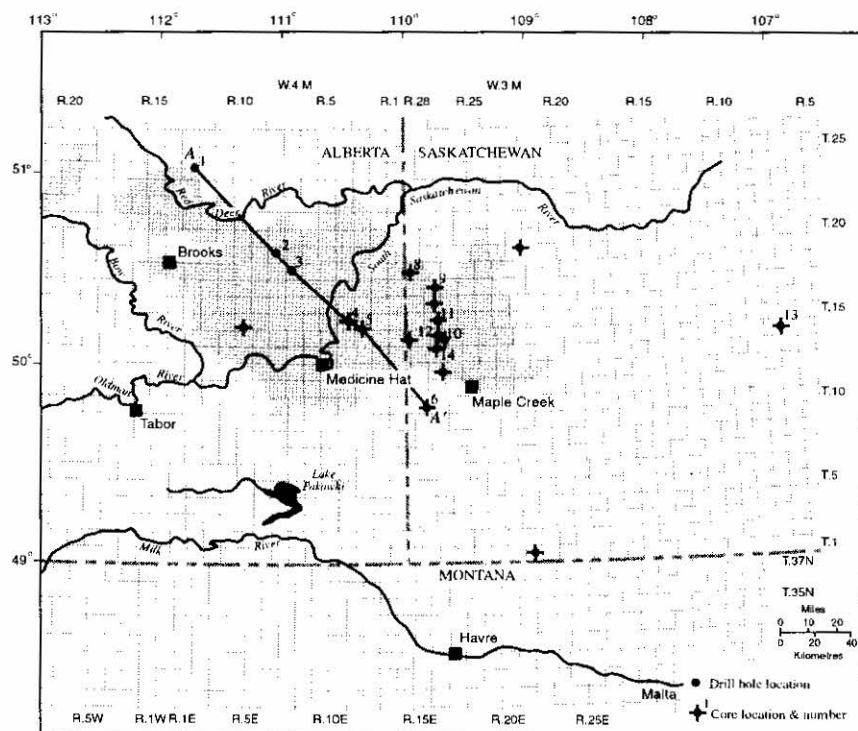 113° 112° 111° 110° 109° 108° 107°
W.4 M W.3 M
R.20 R.15 R.10 R.5 R.1 R.28 R.25 R.20 R.15 R.10 R.5
T.25
ALBERTA SASKATCHEWAN
A 1
51°
Red Deer River
Saskatchewan River
South
T.20
Brooks
2
3
8
9
Bow River
4 5
11
12 10
14
13
T.15
50°
Medicine Hat
Oldman River
Maple Creek
T.10
6
A'
Tabor
Lake Pakowki
T.5
T.1
49°
Milk River
MONTANA
T.37N
T.35N
Miles
0 20 40
Kilometres
Havre
Malta
Drill hole location
1 Core location & number
R.5W R.1W R.1E R.5E R.10E R.15E R.20E R.25E